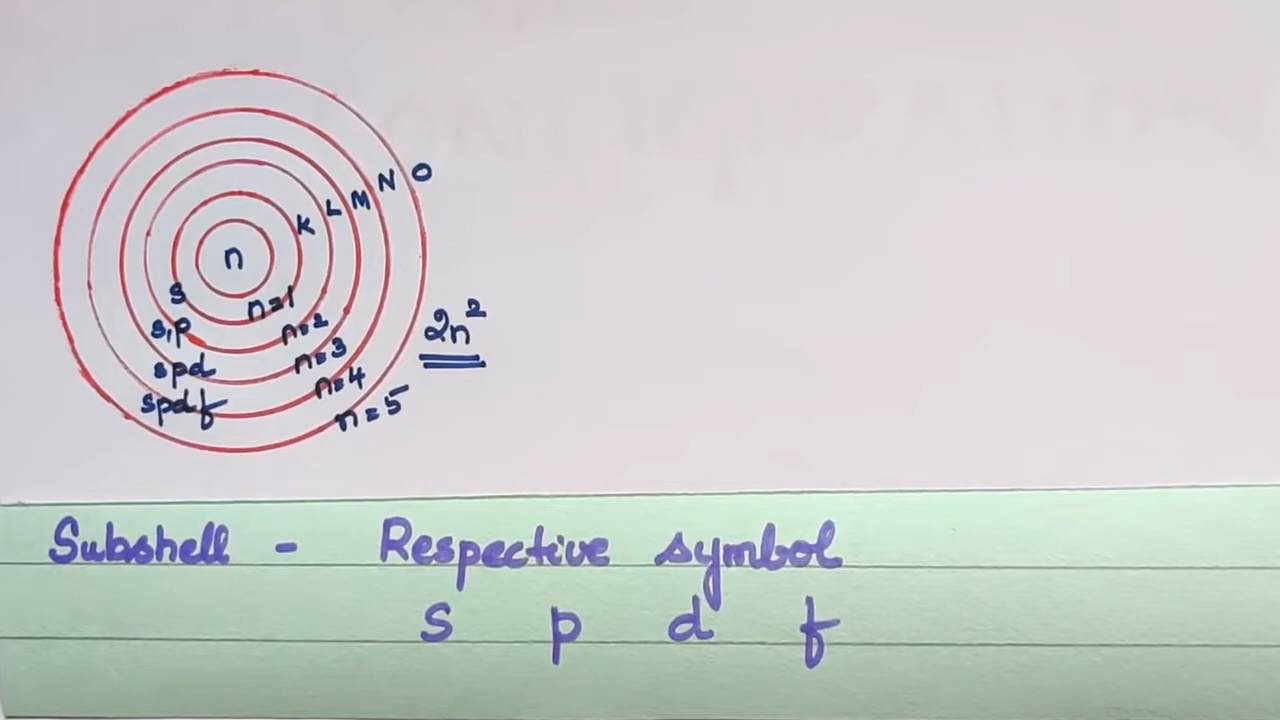 O
N
M
L
K
n
s
n=1
s,p
n=2
2n²
spd
n=3
spdf
n=4
n=5
Subshell - Respective symbol
s p d f